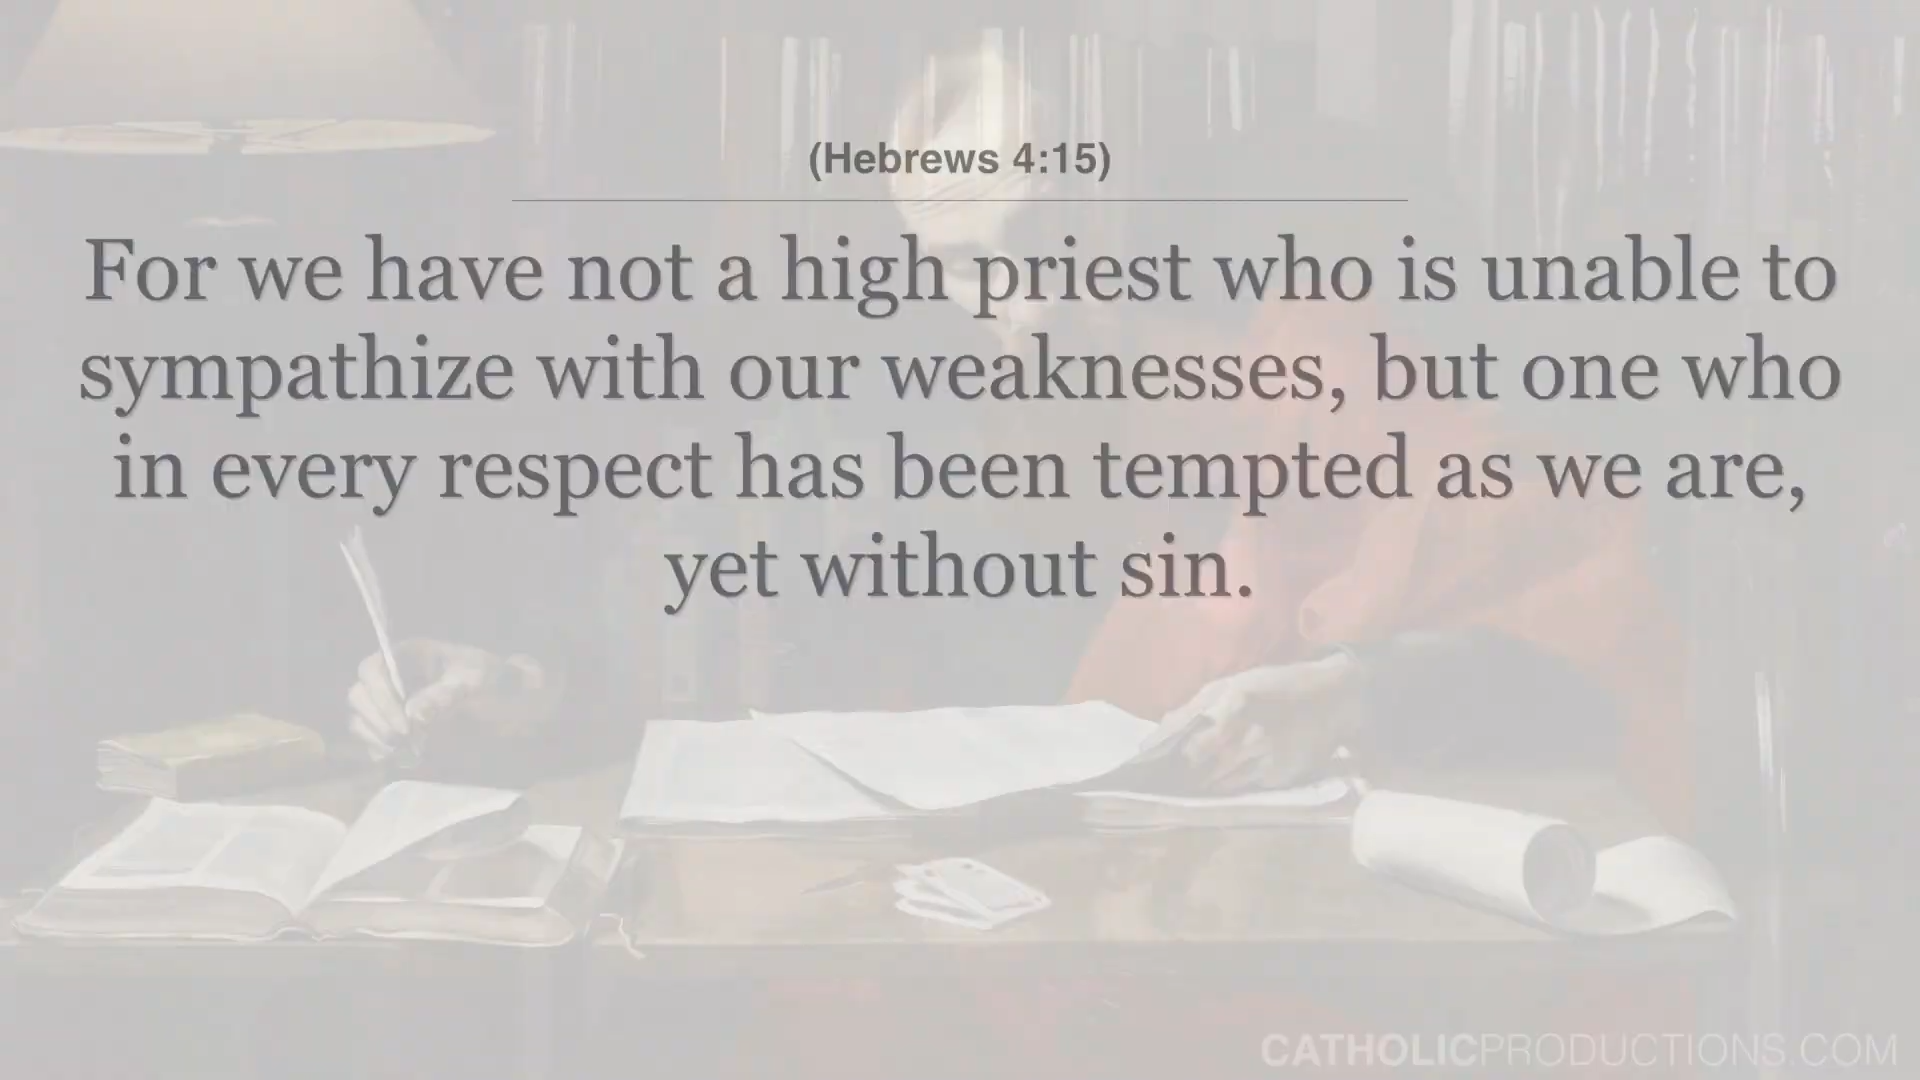 (Hebrews 4:15)
For we have not a high priest who is unable to
sympathize with our weaknesses, but one who
in every respect has been tempted as we are,
yet without sin.
CATHOLICPRODUCTIONS.COM